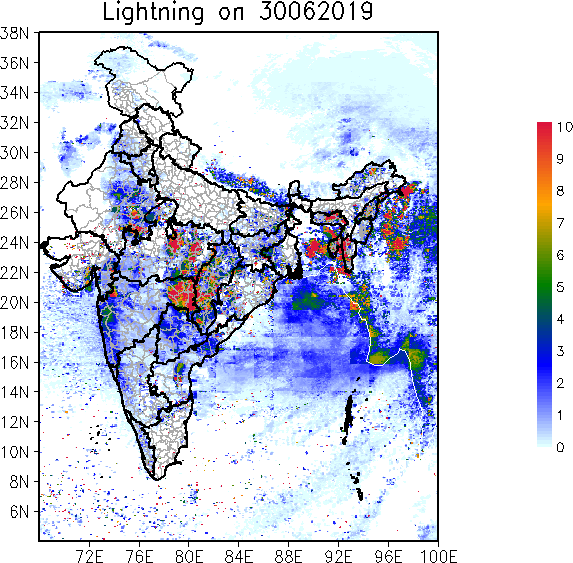 Lightning on 30062019
38N
36N
34N
32N
30N
28N
26N
24N
22N
20N
18N
16N
14N
12N
10N
8N
6N
72E 76E 80E 84E 88E 92E 96E 100E
10
9
8
7
6
5
4
3
2
1
0